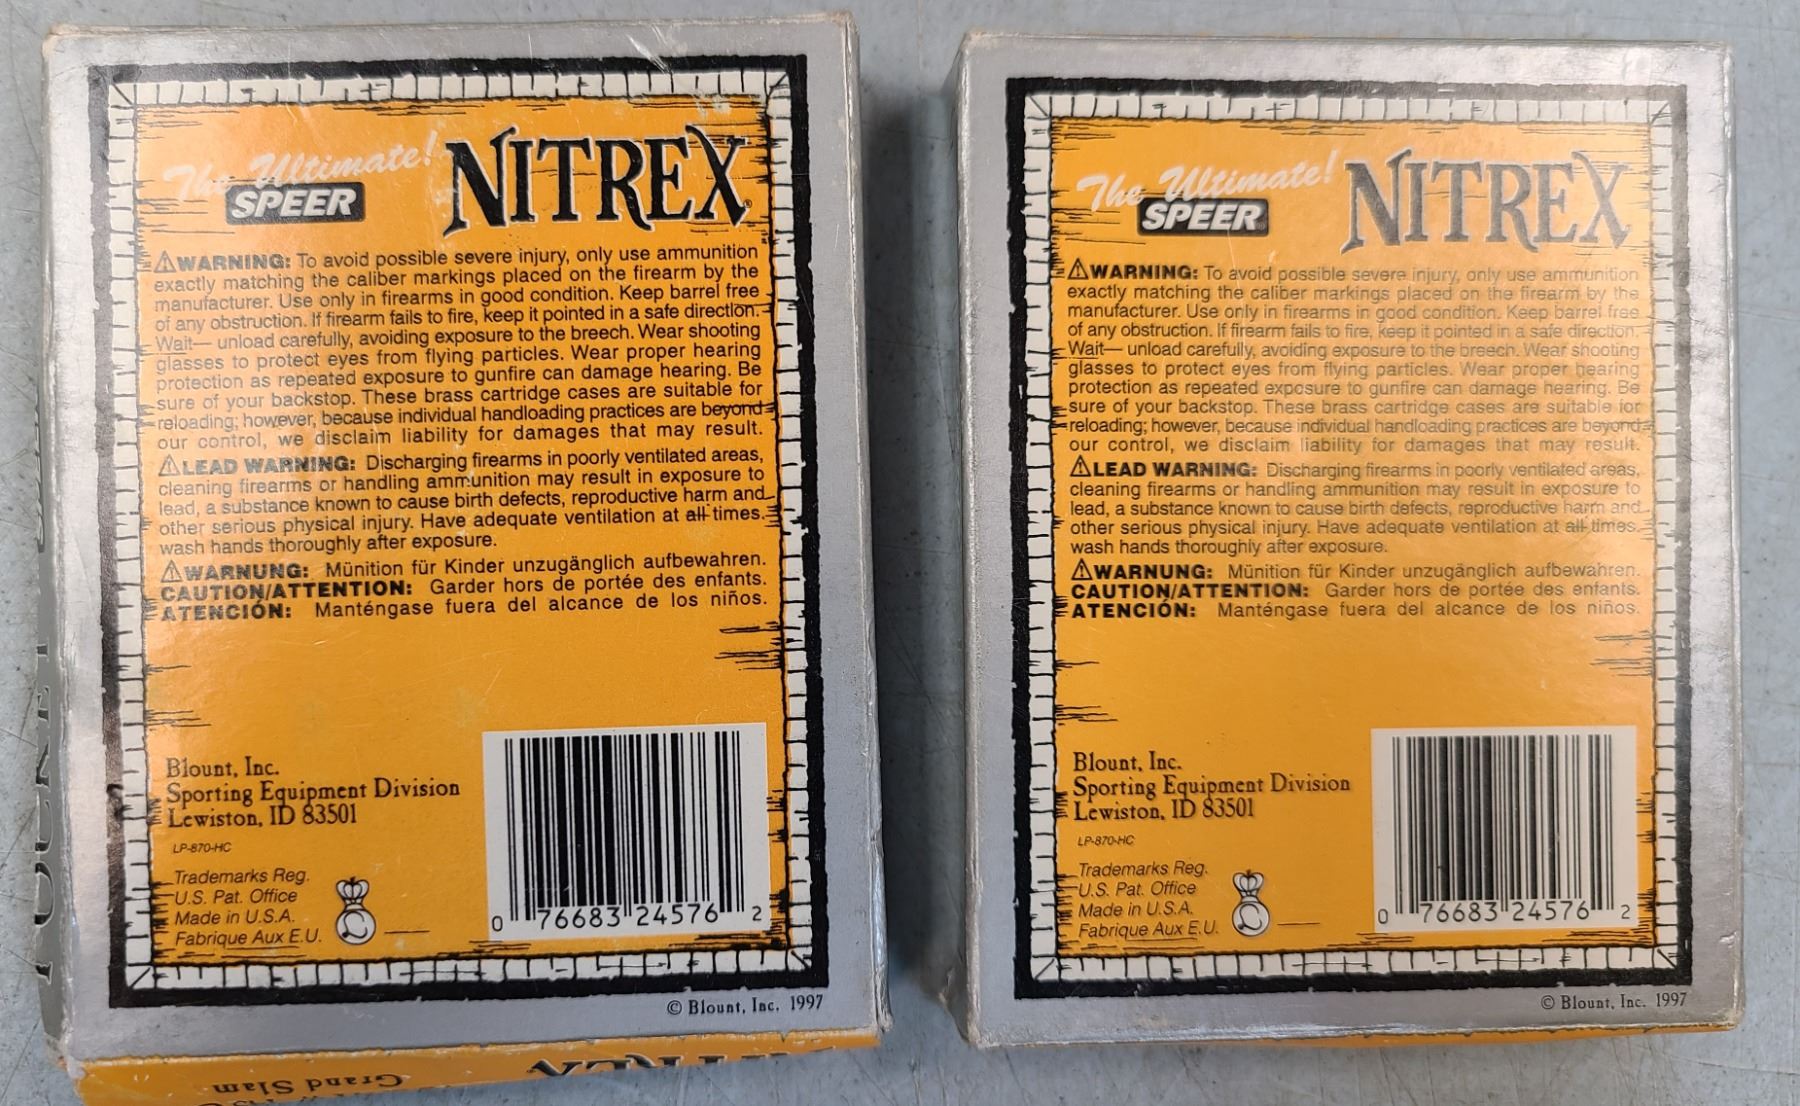 The Ultimate!
SPEER
NITREX®
⚠WARNING: To avoid possible severe injury, only use ammunition
exactly matching the caliber markings placed on the firearm by the
manufacturer. Use only in firearms in good condition. Keep barrel free
of any obstruction. If firearm fails to fire, keep it pointed in a safe direction.
Wait— unload carefully, avoiding exposure to the breech. Wear shooting
glasses to protect eyes from flying particles. Wear proper hearing
protection as repeated exposure to gunfire can damage hearing. Be
sure of your backstop. These brass cartridge cases are suitable for
reloading; however, because individual handloading practices are beyond
our control, we disclaim liability for damages that may result.
⚠LEAD WARNING: Discharging firearms in poorly ventilated areas,
cleaning firearms or handling ammunition may result in exposure to
lead, a substance known to cause birth defects, reproductive harm and
other serious physical injury. Have adequate ventilation at all times.
wash hands thoroughly after exposure.
⚠WARNUNG: Münition für Kinder unzugänglich aufbewahren.
CAUTION/ATTENTION: Garder hors de portée des enfants.
ATENCIÓN: Manténgase fuera del alcance de los niños.
Blount, Inc.
Sporting Equipment Division
Lewiston, ID 83501
LP-870-HC
Trademarks Reg.
U.S. Pat. Office
Made in U.S.A.
Fabrique Aux E.U.
0 76683 24576 2
© Blount, Inc. 1997
Grand Slam
The Ultimate!
SPEER
NITREX
⚠WARNING: To avoid possible severe injury, only use ammunition
exactly matching the caliber markings placed on the firearm by the
manufacturer. Use only in firearms in good condition. Keep barrel free
of any obstruction. If firearm fails to fire, keep it pointed in a safe direction.
Wait— unload carefully, avoiding exposure to the breech. Wear shooting
glasses to protect eyes from flying particles. Wear proper hearing
protection as repeated exposure to gunfire can damage hearing. Be
sure of your backstop. These brass cartridge cases are suitable for
reloading; however, because individual handloading practices are beyond
our control, we disclaim liability for damages that may result.
⚠LEAD WARNING: Discharging firearms in poorly ventilated areas,
cleaning firearms or handling ammunition may result in exposure to
lead, a substance known to cause birth defects, reproductive harm and
other serious physical injury. Have adequate ventilation at all times.
wash hands thoroughly after exposure.
⚠WARNUNG: Münition für Kinder unzugänglich aufbewahren.
CAUTION/ATTENTION: Garder hors de portée des enfants.
ATENCIÓN: Manténgase fuera del alcance de los niños.
Blount, Inc.
Sporting Equipment Division
Lewiston, ID 83501
LP-870-HC
Trademarks Reg.
U.S. Pat. Office
Made in U.S.A.
Fabrique Aux E.U.
0 76683 24576 2
© Blount, Inc. 1997